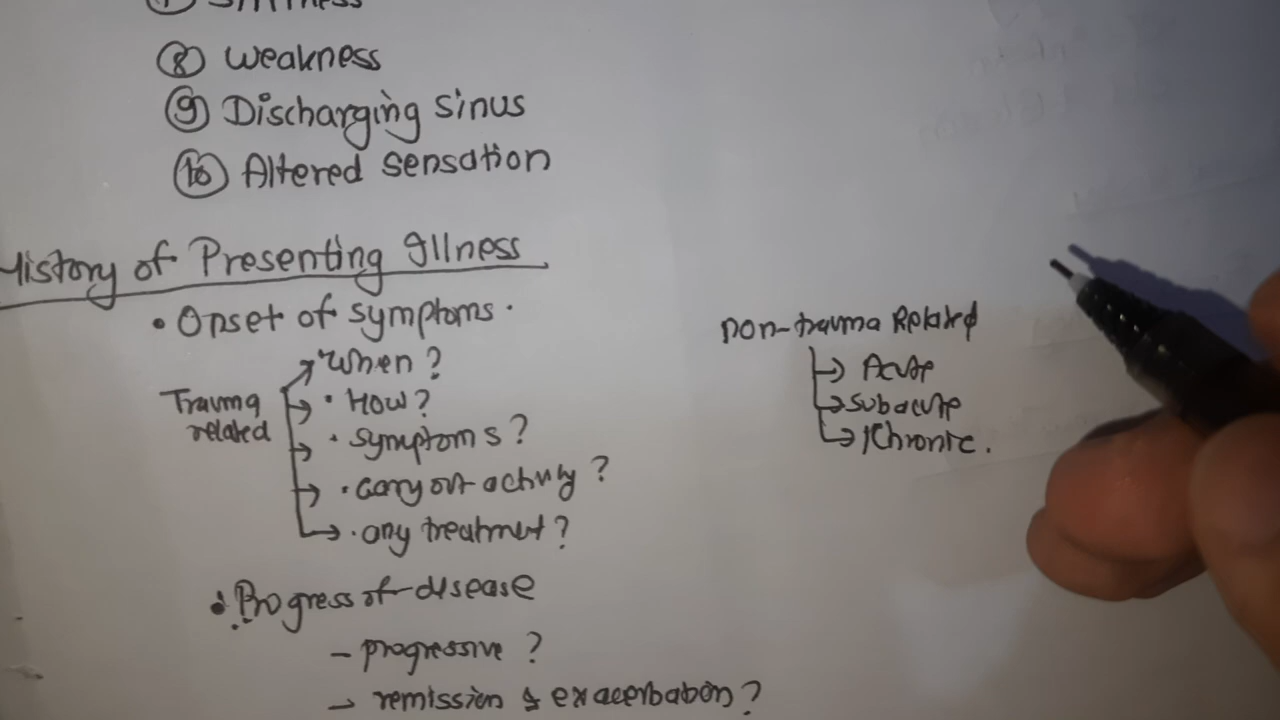 ⑧ Weakness
⑨ Discharging sinus
⑩ Altered sensation
History of Presenting Illness
• Onset of symptoms.
Trauma related
when?
• How?
• symptoms?
• carry out activity?
• any treatment?
non-trauma Related
→ Acute
→ subacute
→ Chronic.
• Progress of disease
– progressive ?
→ remission & exacerbation?